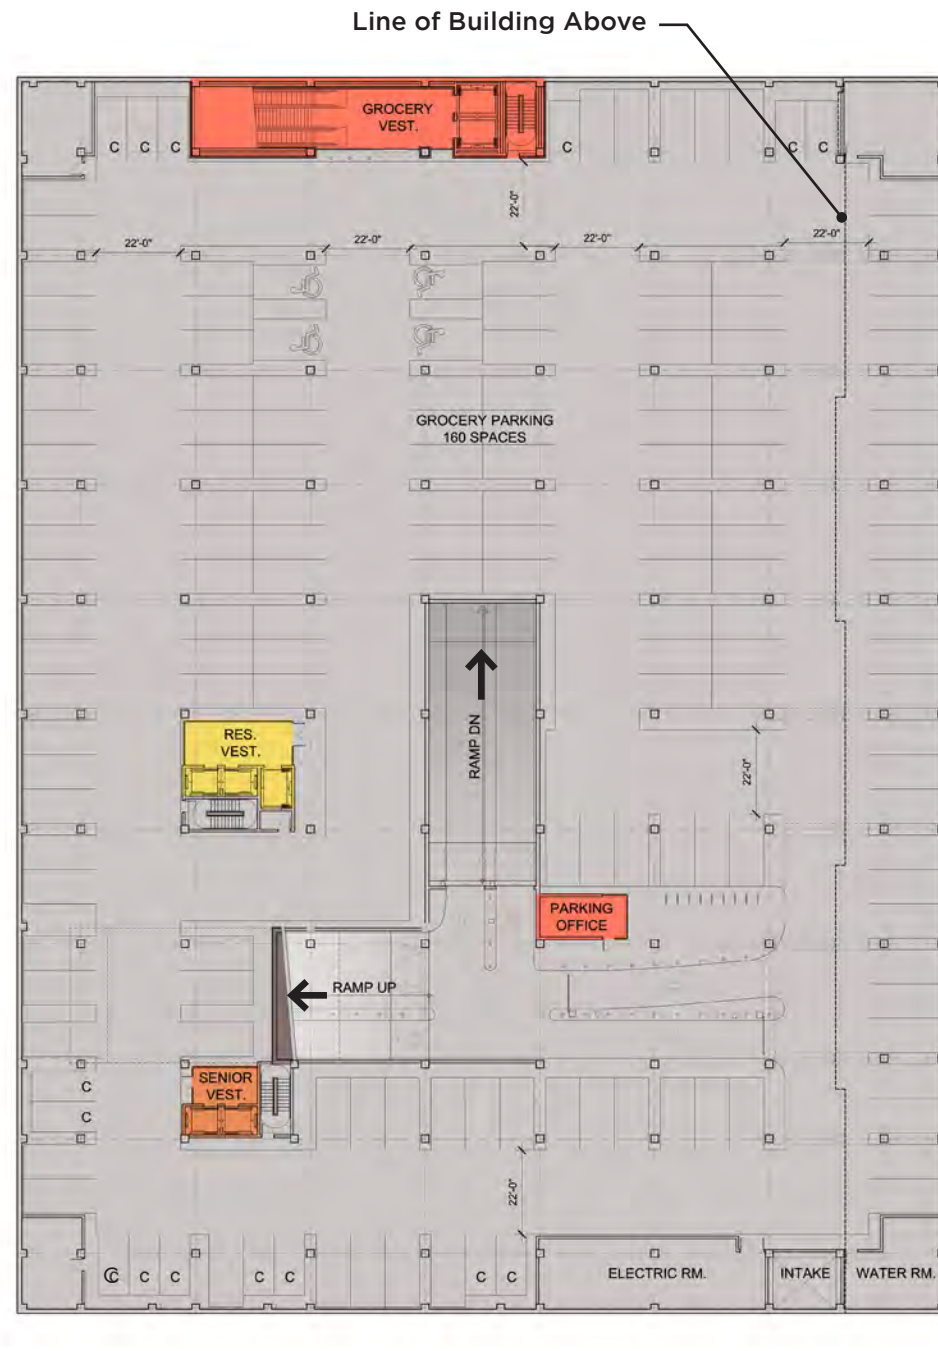 Line of Building Above
GROCERY
VEST.
C C C
C
C C
22'-0"
22'-0"
22'-0"
22'-0"
22'-0"
GROCERY PARKING
160 SPACES
RAMP DN
RES.
VEST.
22'-0"
PARKING
OFFICE
RAMP UP
SENIOR
VEST.
C
C
22'-0"
C C C
C C
C C
ELECTRIC RM.
INTAKE
WATER RM.